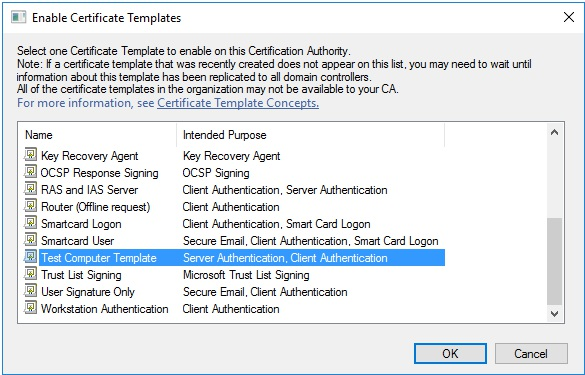 Enable Certificate Templates
Select one Certificate Template to enable on this Certification Authority.
Note: If a certificate template that was recently created does not appear on this list, you may need to wait until
information about this template has been replicated to all domain controllers.
All of the certificate templates in the organization may not be available to your CA.
For more information, see Certificate Template Concepts.
Name Intended Purpose
Key Recovery Agent Key Recovery Agent
OCSP Response Signing OCSP Signing
RAS and IAS Server Client Authentication, Server Authentication
Router (Offline request) Client Authentication
Smartcard Logon Client Authentication, Smart Card Logon
Smartcard User Secure Email, Client Authentication, Smart Card Logon
Test Computer Template Server Authentication, Client Authentication
Trust List Signing Microsoft Trust List Signing
User Signature Only Secure Email, Client Authentication
Workstation Authentication Client Authentication
OK Cancel